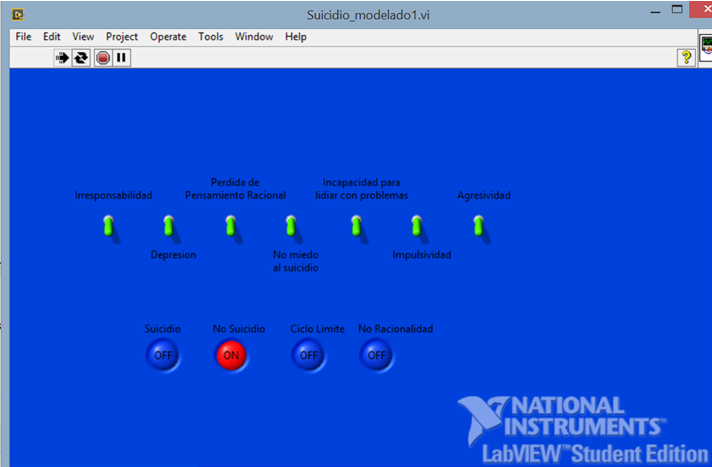 Suicidio_modelado1.vi
File Edit View Project Operate Tools Window Help
?
Irresponsabilidad
Perdida de
Pensamiento Racional
Incapacidad para
lidiar con problemas
Agresividad
Depresion
No miedo
al suicidio
Impulsividad
Suicidio No Suicidio Ciclo Limite No Racionalidad
OFF ON OFF OFF
NATIONAL
INSTRUMENTS™
LabVIEW™ Student Edition